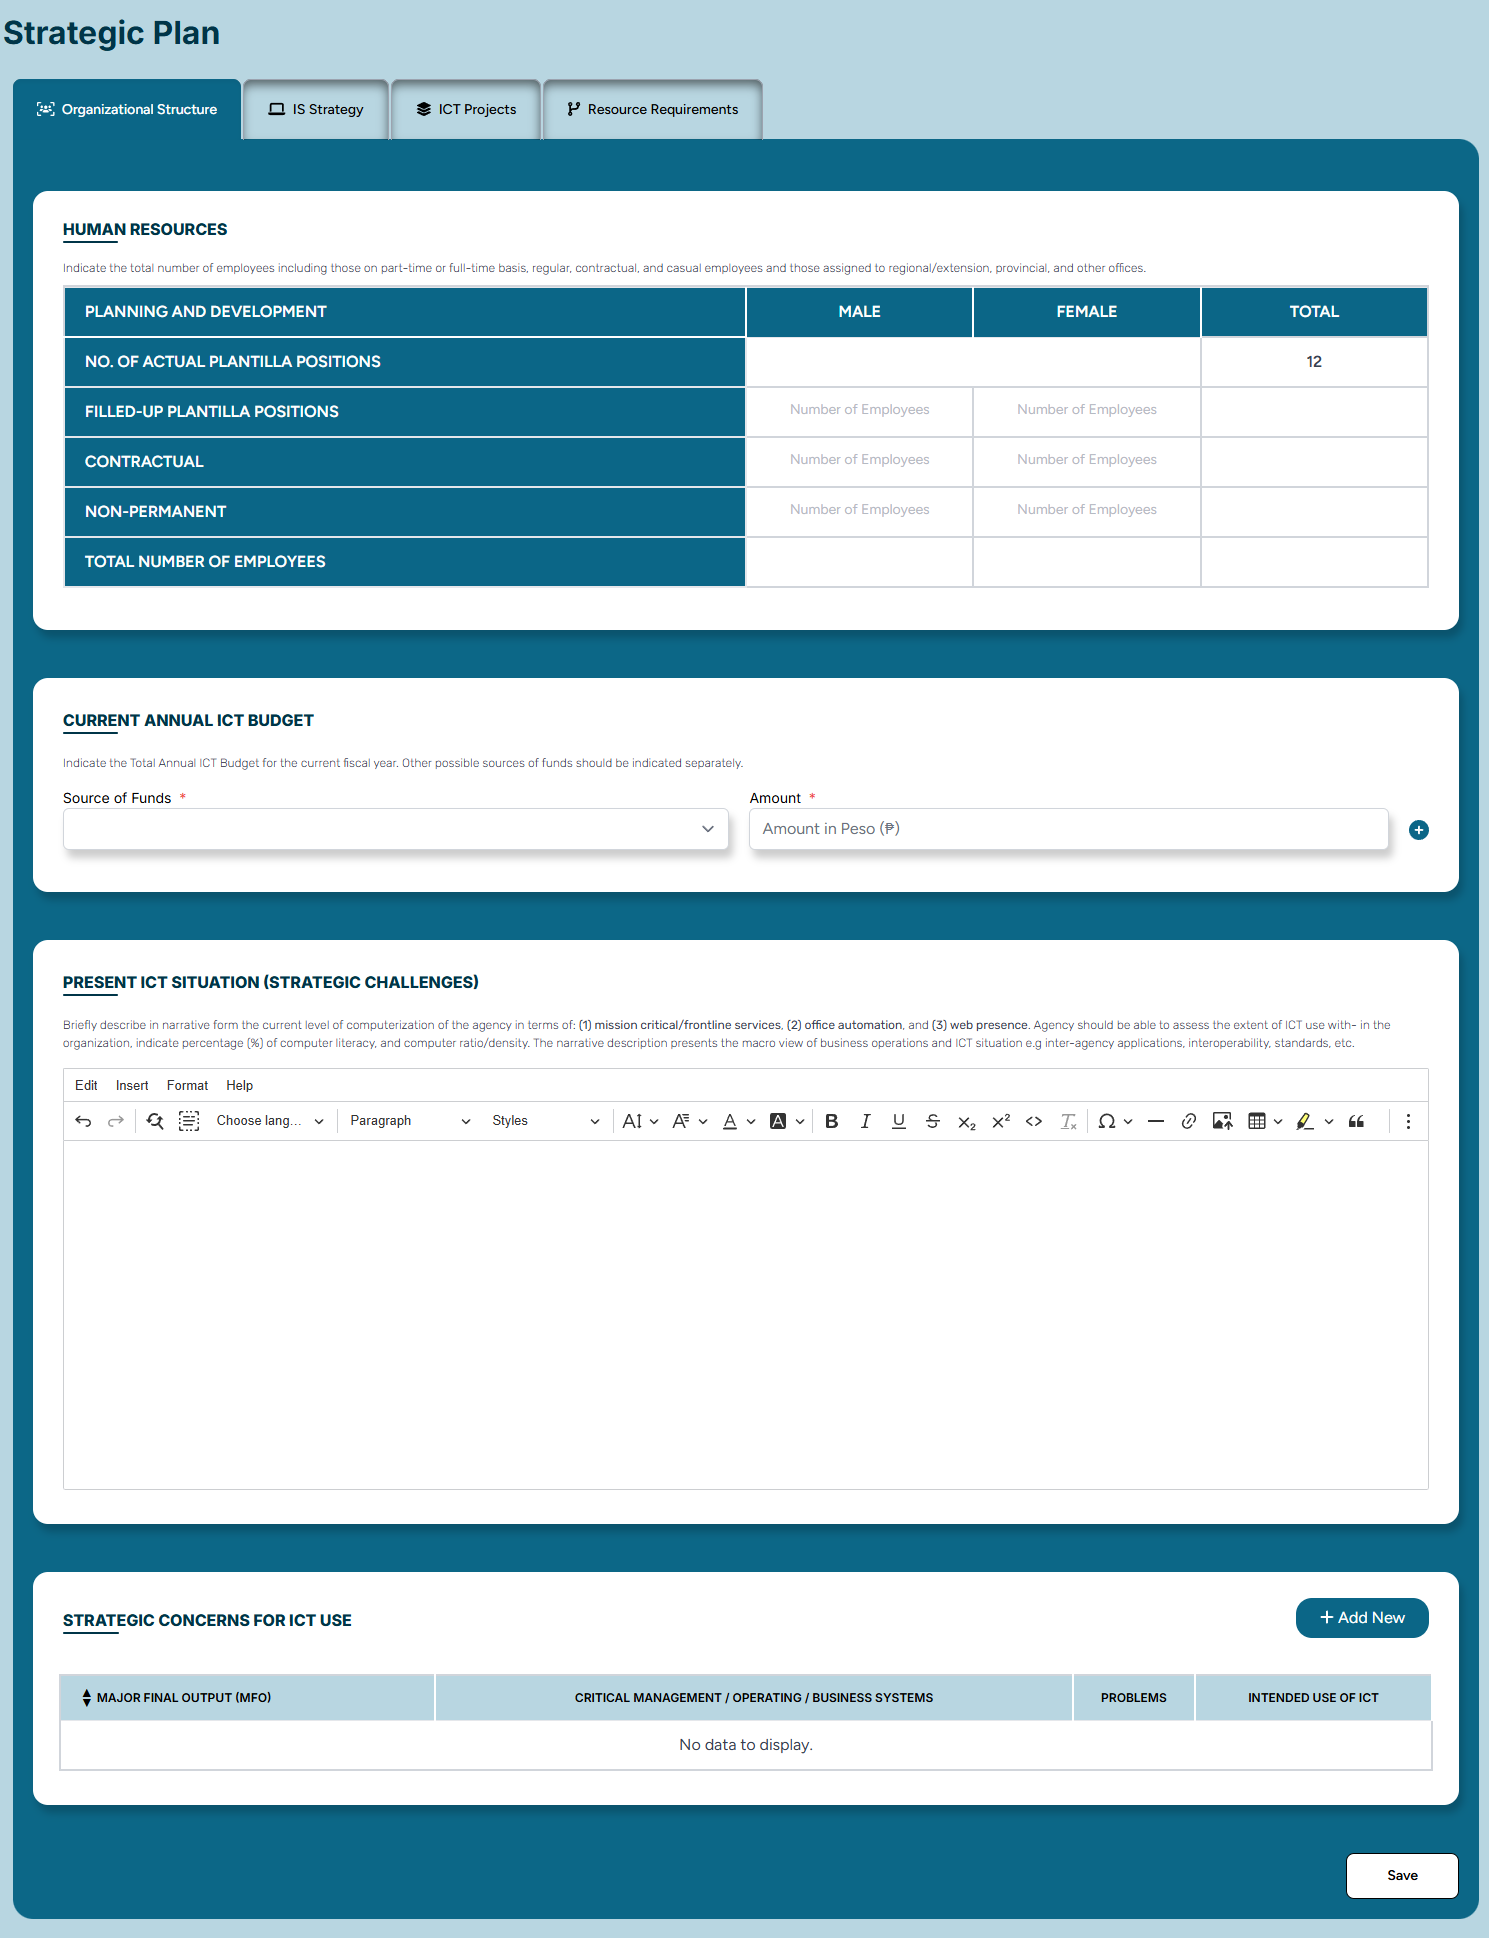 Strategic Plan
Organizational Structure
IS Strategy
ICT Projects
Resource Requirements
HUMAN RESOURCES
Indicate the total number of employees including those on part-time or full-time basis, regular, contractual, and casual employees and those assigned to regional/extension, provincial, and other offices.
PLANNING AND DEVELOPMENT MALE FEMALE TOTAL
NO. OF ACTUAL PLANTILLA POSITIONS 12
FILLED-UP PLANTILLA POSITIONS Number of Employees Number of Employees
CONTRACTUAL Number of Employees Number of Employees
NON-PERMANENT Number of Employees Number of Employees
TOTAL NUMBER OF EMPLOYEES
CURRENT ANNUAL ICT BUDGET
Indicate the Total Annual ICT Budget for the current fiscal year. Other possible sources of funds should be indicated separately.
Source of Funds * Amount *
Amount in Peso (₱)
PRESENT ICT SITUATION (STRATEGIC CHALLENGES)
Briefly describe in narrative form the current level of computerization of the agency in terms of: (1) mission critical/frontline services, (2) office automation, and (3) web presence. Agency should be able to assess the extent of ICT use with- in the
organization, indicate percentage (%) of computer literacy, and computer ratio/density. The narrative description presents the macro view of business operations and ICT situation e.g inter-agency applications, interoperability, standards, etc.
Edit Insert Format Help
Choose lang... Paragraph Styles
STRATEGIC CONCERNS FOR ICT USE
+ Add New
MAJOR FINAL OUTPUT (MFO) CRITICAL MANAGEMENT / OPERATING / BUSINESS SYSTEMS PROBLEMS INTENDED USE OF ICT
No data to display.
Save